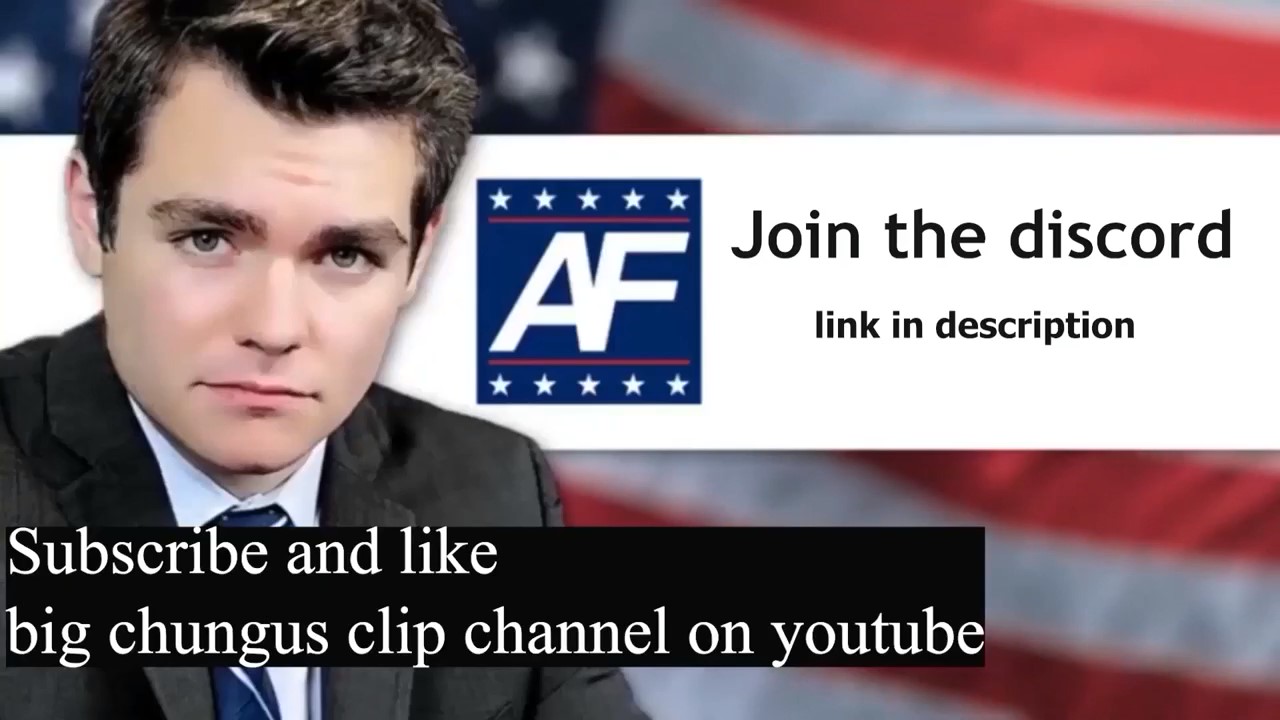 AF
Join the discord
link in description
Subscribe and like
big chungus clip channel on youtube